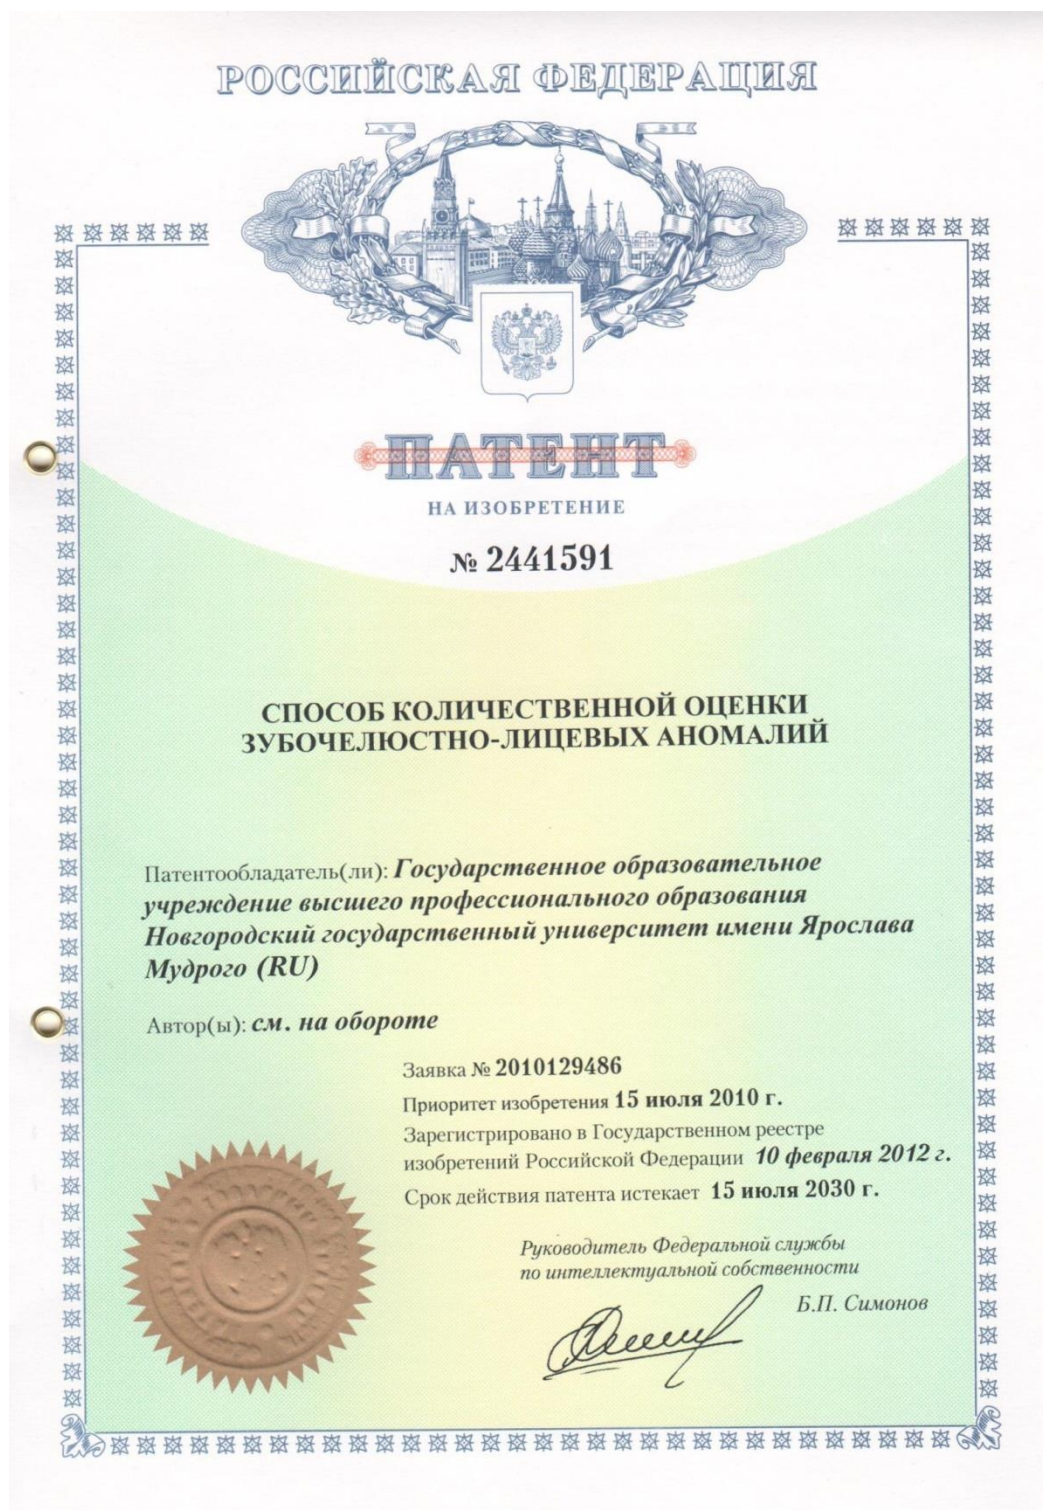 РОССИЙСКАЯ ФЕДЕРАЦИЯ
ПАТЕНТ
НА ИЗОБРЕТЕНИЕ
№ 2441591
СПОСОБ КОЛИЧЕСТВЕННОЙ ОЦЕНКИ
ЗУБОЧЕЛЮСТНО-ЛИЦЕВЫХ АНОМАЛИЙ
Патентообладатель(ли): Государственное образовательное
учреждение высшего профессионального образования
Новгородский государственный университет имени Ярослава
Мудрого (RU)
Автор(ы): см. на обороте
Заявка № 2010129486
Приоритет изобретения 15 июля 2010 г.
Зарегистрировано в Государственном реестре
изобретений Российской Федерации 10 февраля 2012 г.
Срок действия патента истекает 15 июля 2030 г.
Руководитель Федеральной службы
по интеллектуальной собственности
Б.П. Симонов